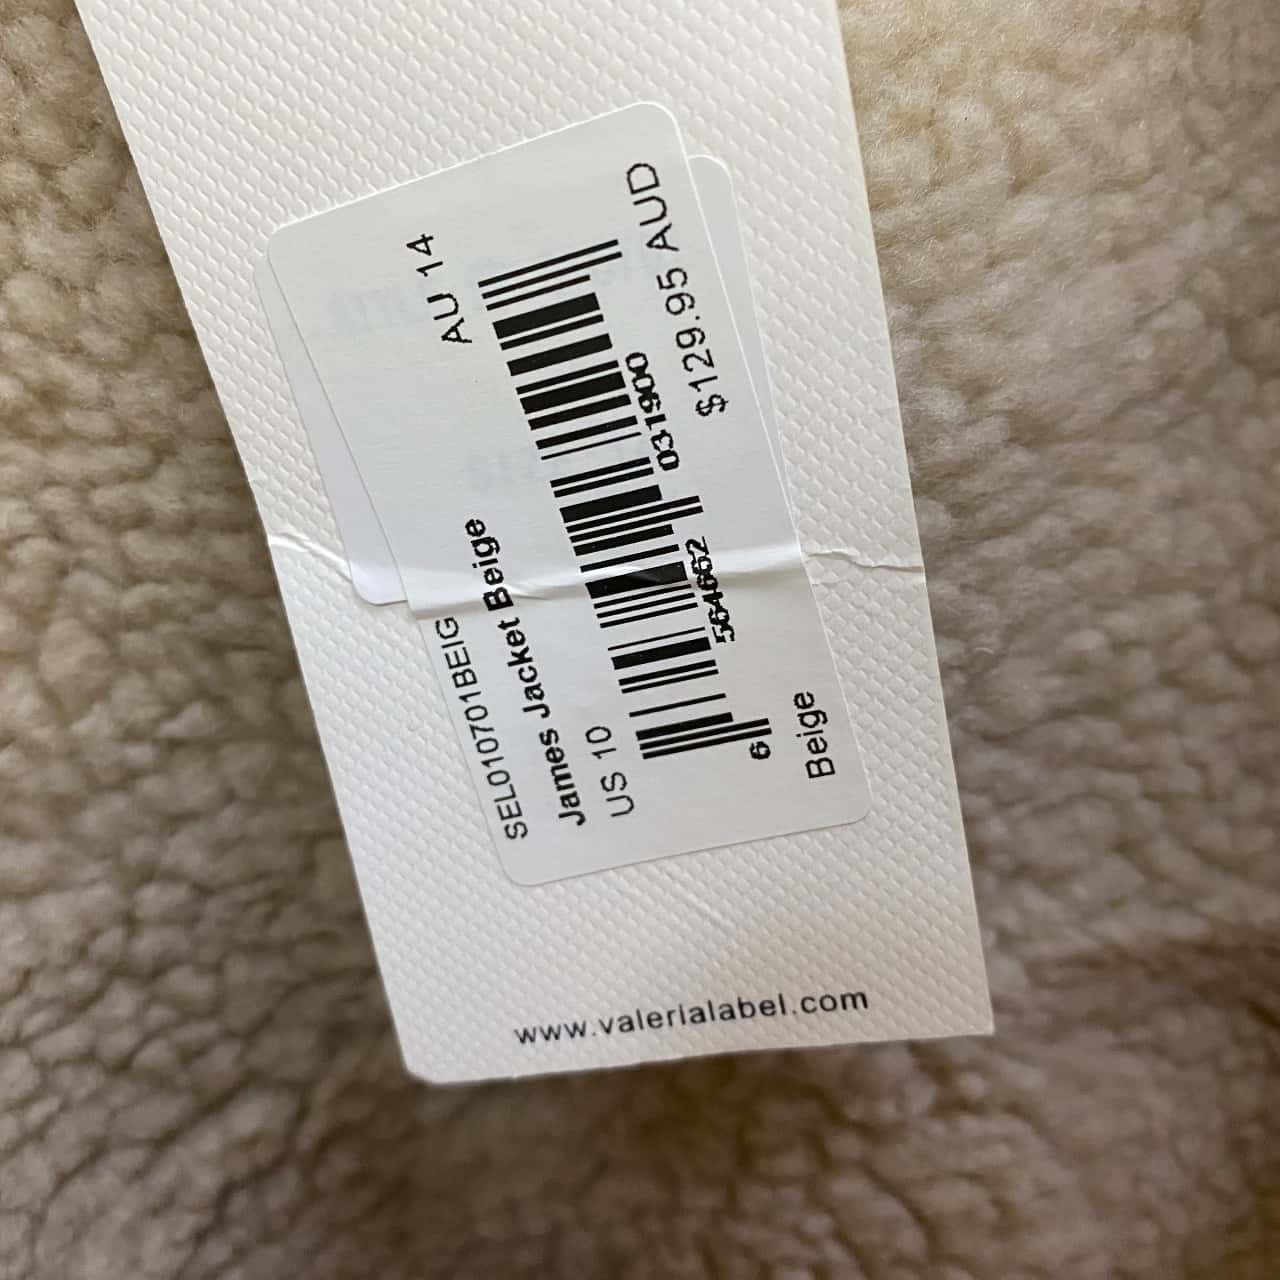 SEL010701BEIG
AU 14
James Jacket Beige
US 10
6 564662 031900
Beige
$129.95 AUD
www.valerialabel.com